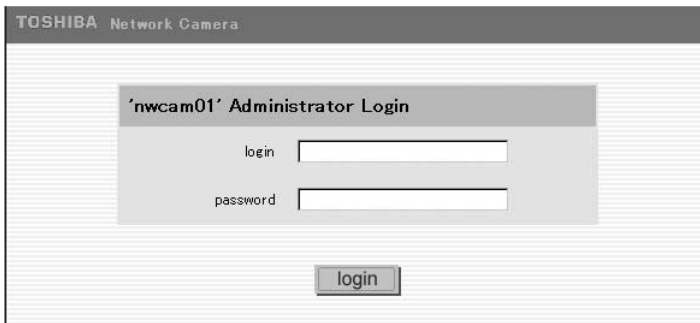 TOSHIBA Network Camera
'nwcam01' Administrator Login
login
password
login